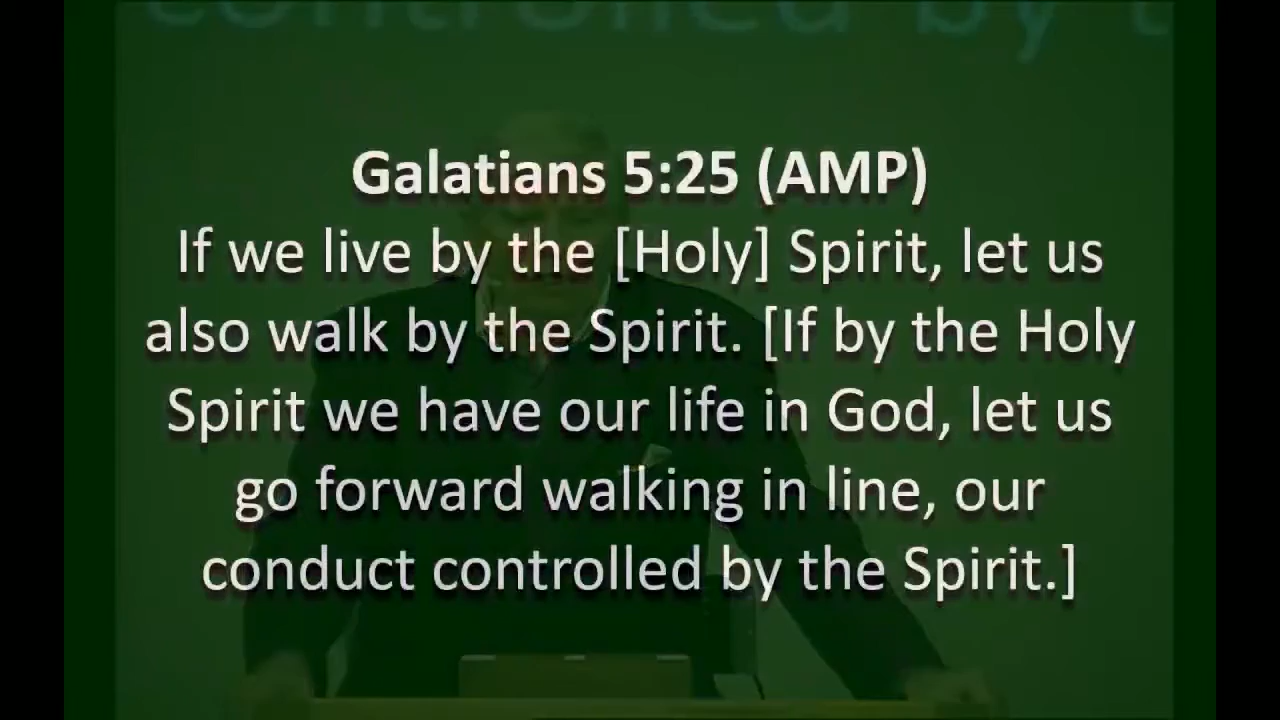 controlled by t
Galatians 5:25 (AMP)
If we live by the [Holy] Spirit, let us
also walk by the Spirit. [If by the Holy
Spirit we have our life in God, let us
go forward walking in line, our
conduct controlled by the Spirit.]